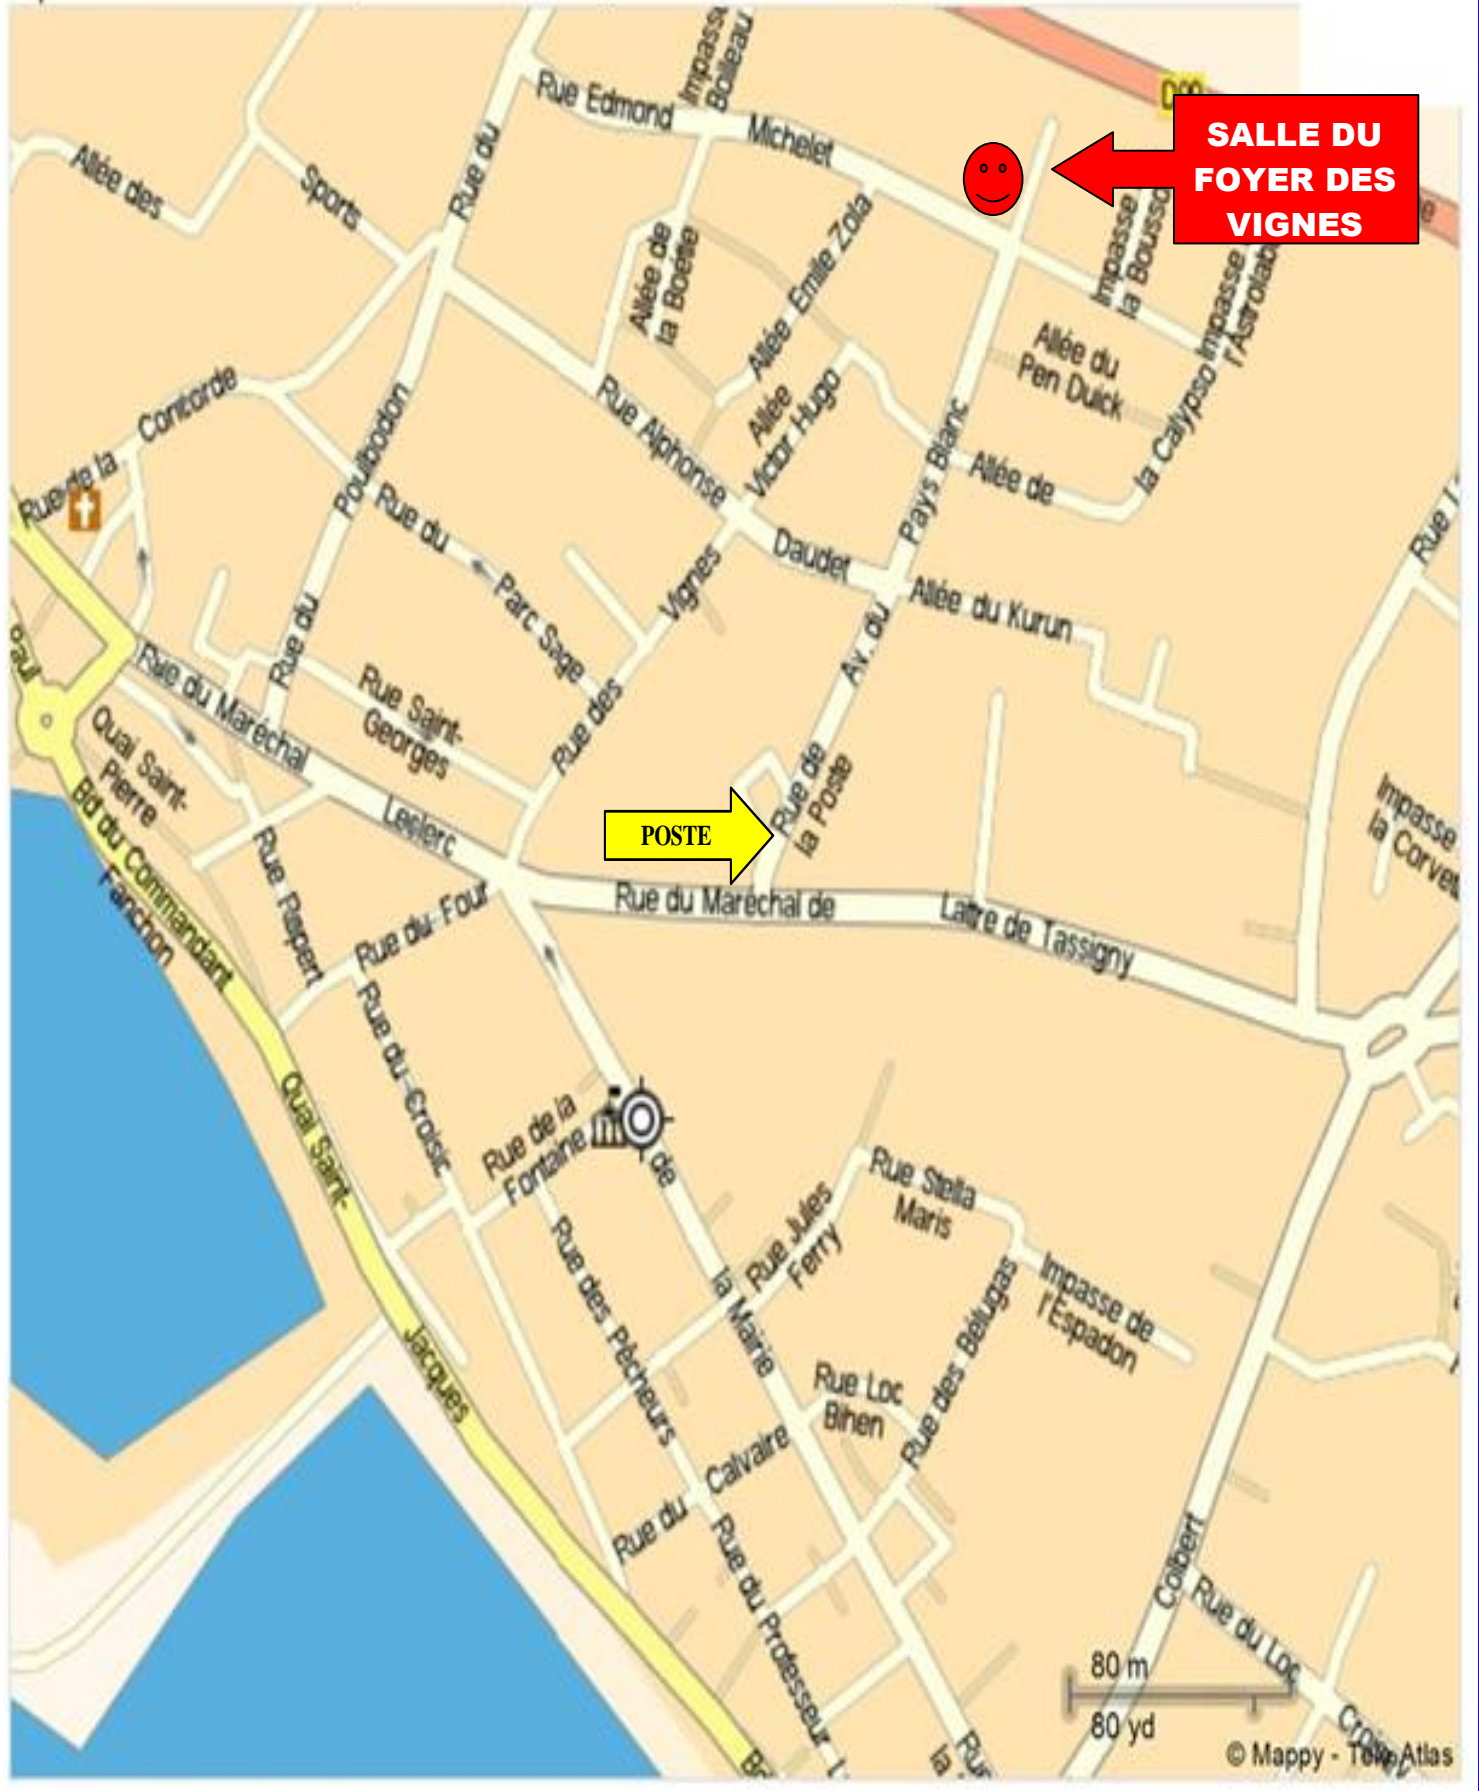 Impasse
Boileau
Rue Edmond
Michelet
SALLE DU
FOYER DES
VIGNES
Allée des
Sports
Rue du
Poulbodon
Rue du
Allée de
la Boétie
Allée Emile Zola
Allée
Victor Hugo
Impasse
la Bousso
Impasse
l'Astrolab
Allée du
Pen Duick
Allée de
la Calypso
Rue de la
Concorde
Rue Alphonse
Daudet
Pays Blanc
Av. du
Allée du Kurun
Rue du
Parc Sage
Rue des
Vignes
Rue Saint-
Georges
Rue du Maréchal
Leclerc
Paul
Quai Saint-
Pierre
Bd du Commandant
Fanchon
Rue Papert
POSTE
Rue de
la Poste
Rue du Maréchal de
Lattre de Tassigny
Rue
Impasse
la Corvet
Rue du Four
Rue du Croisic
Quai Saint-
Jacques
Rue de la
Fontaine
de
la Mairie
Rue Jules
Ferry
Rue Stella
Maris
Impasse de
l'Espadon
Rue des Bélugas
Rue Loc
Bihen
Rue des Pêcheurs
Rue du
Calvaire
Rue du Professeur
Colbert
Rue du Loc
Rue
la
80 m
80 yd
© Mappy - Tele Atlas